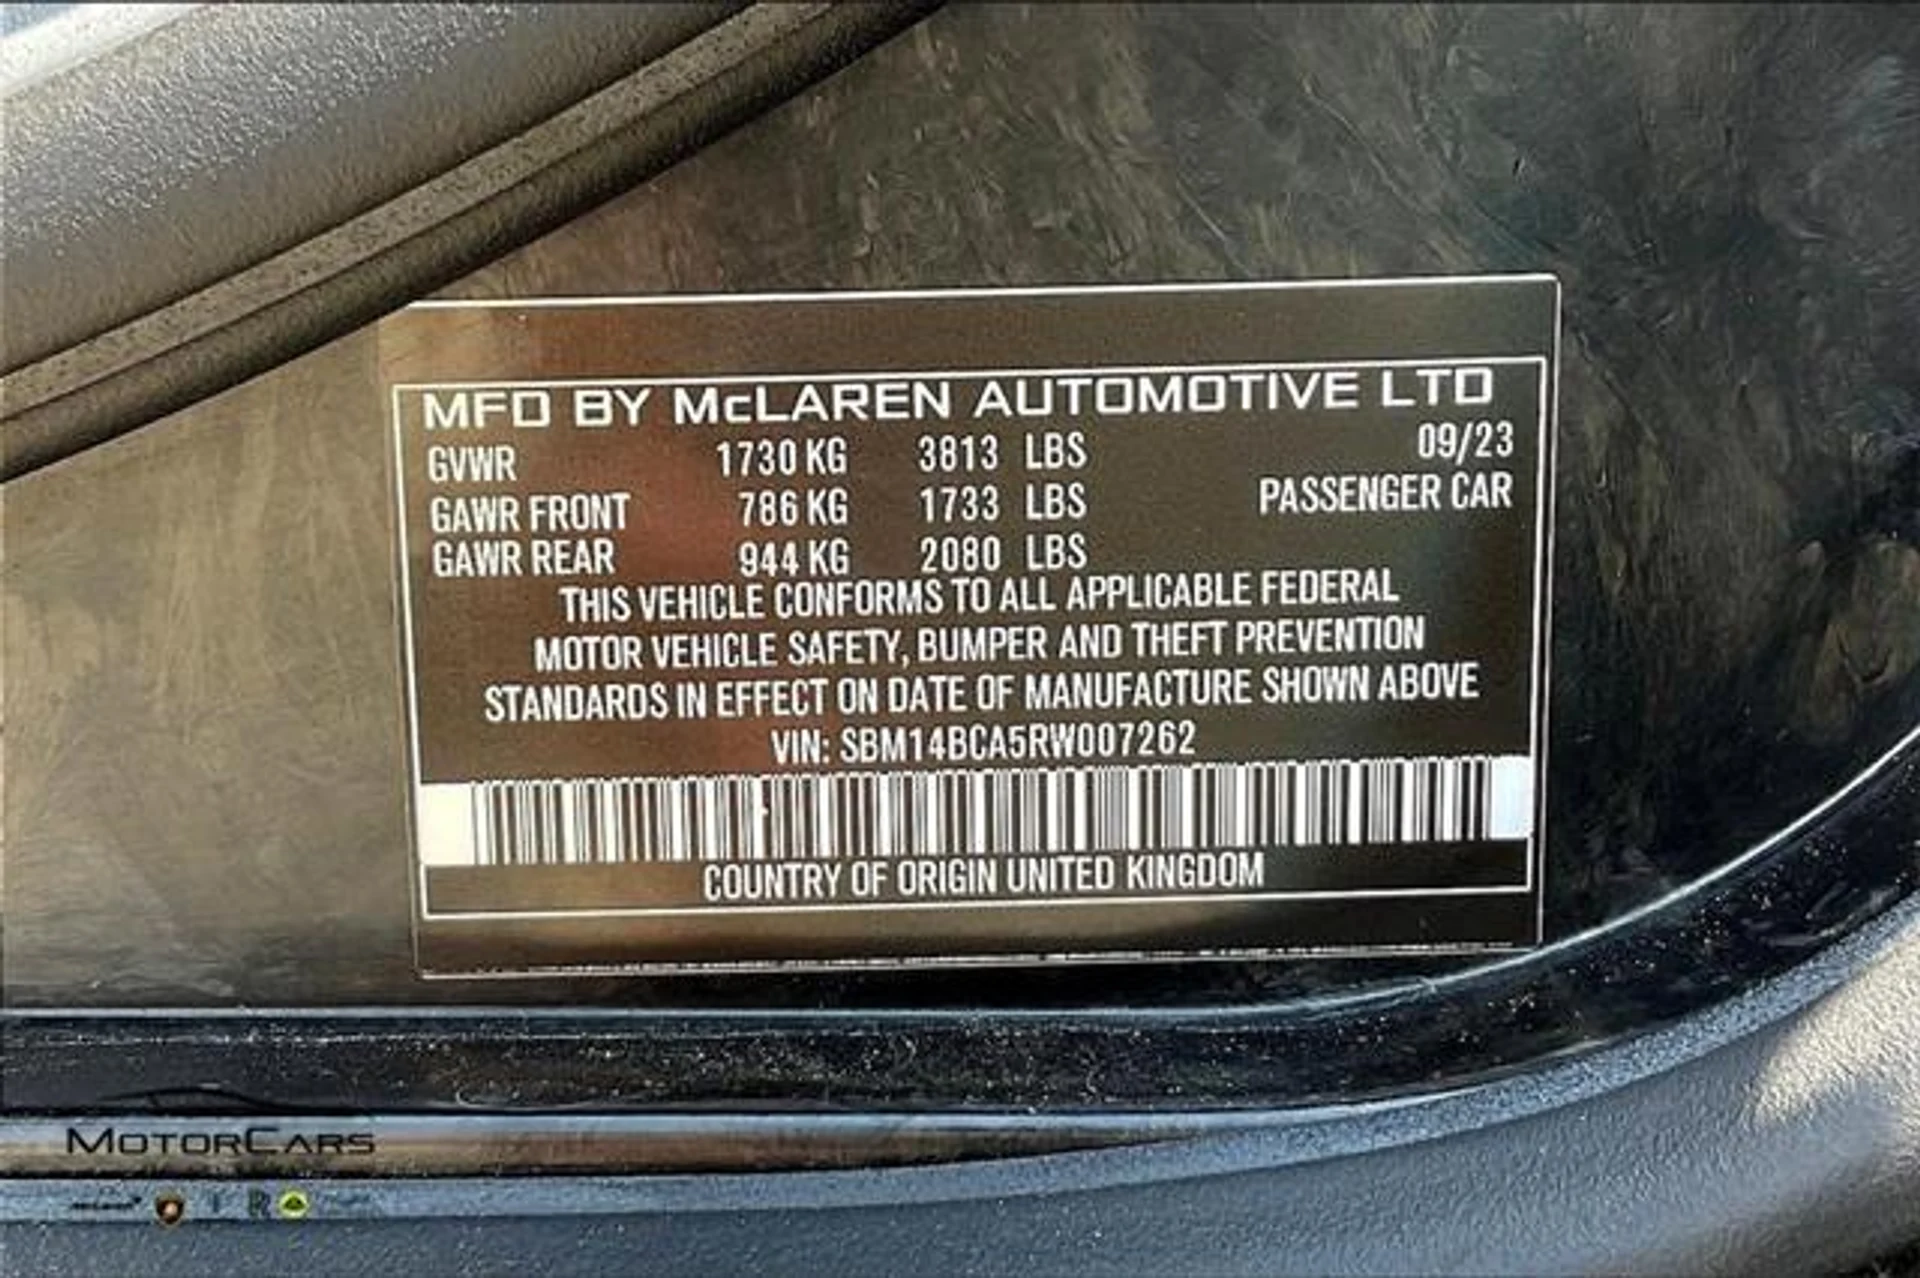 MFD BY McLAREN AUTOMOTIVE LTD
GVWR 1730 KG 3813 LBS 09/23
GAWR FRONT 786 KG 1733 LBS PASSENGER CAR
GAWR REAR 944 KG 2080 LBS
THIS VEHICLE CONFORMS TO ALL APPLICABLE FEDERAL
MOTOR VEHICLE SAFETY, BUMPER AND THEFT PREVENTION
STANDARDS IN EFFECT ON DATE OF MANUFACTURE SHOWN ABOVE
VIN: SBM14BCA5RW007262
COUNTRY OF ORIGIN UNITED KINGDOM
MOTORCARS